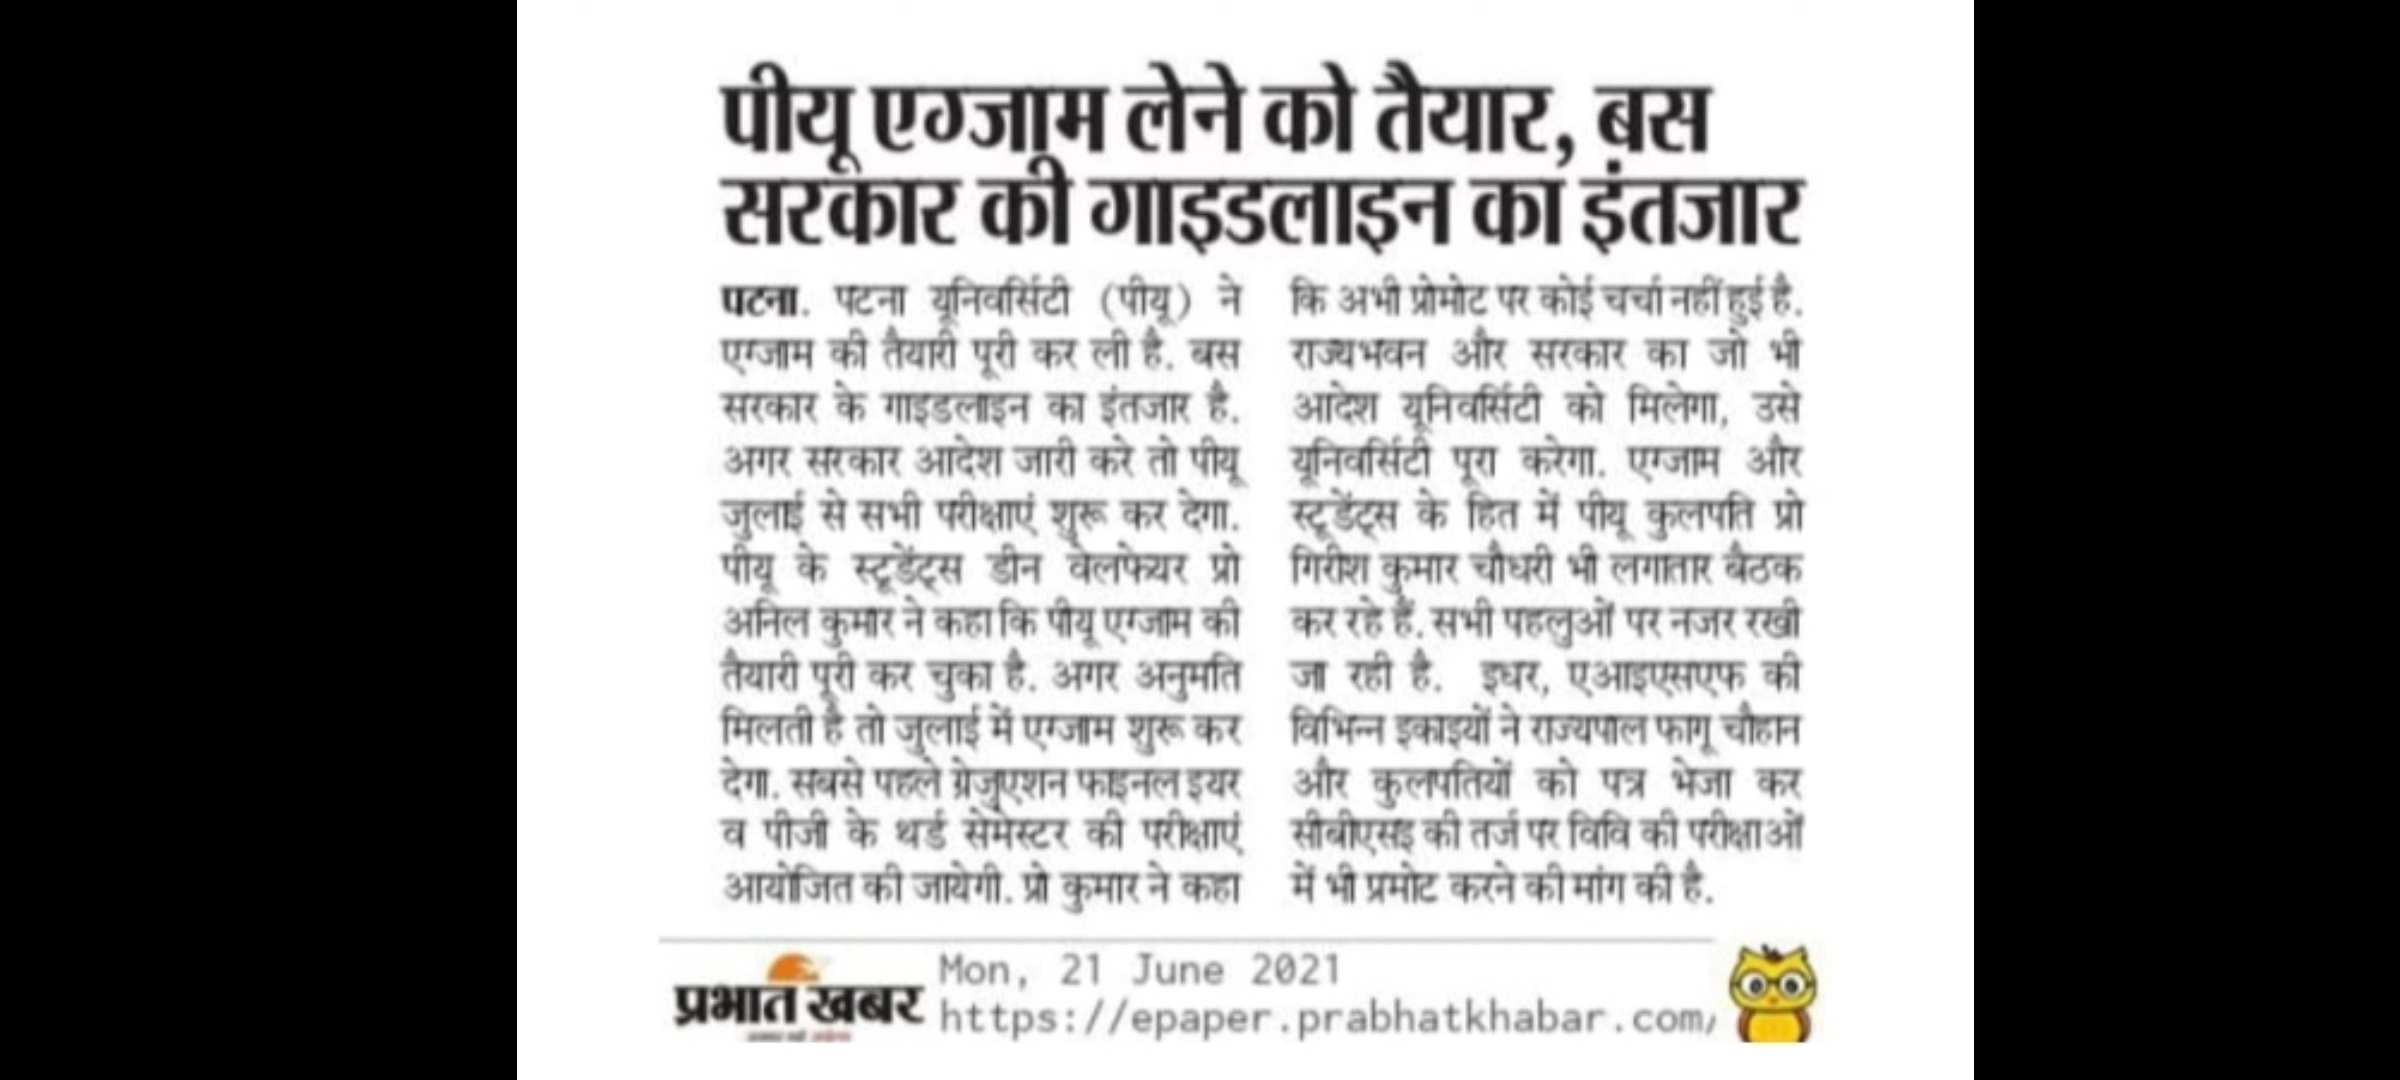 पीयू एग्जाम लेने को तैयार, बस
सरकार की गाइडलाइन का इंतजार
पटना. पटना यूनिवर्सिटी (पीयू) ने
एग्जाम की तैयारी पूरी कर ली है. बस
सरकार के गाइडलाइन का इंतजार है.
अगर सरकार आदेश जारी करे तो पीयू
जुलाई से सभी परीक्षाएं शुरू कर देगा.
पीयू के स्टूडेंट्स डीन वेलफेयर प्रो
अनिल कुमार ने कहा कि पीयू एग्जाम की
तैयारी पूरी कर चुका है. अगर अनुमति
मिलती है तो जुलाई में एग्जाम शुरू कर
देगा. सबसे पहले ग्रेजुएशन फाइनल इयर
व पीजी के थर्ड सेमेस्टर की परीक्षाएं
आयोजित की जायेगी. प्रो कुमार ने कहा
कि अभी प्रोमोट पर कोई चर्चा नहीं हुई है.
राज्यभवन और सरकार का जो भी
आदेश यूनिवर्सिटी को मिलेगा, उसे
यूनिवर्सिटी पूरा करेगा. एग्जाम और
स्टूडेंट्स के हित में पीयू कुलपति प्रो
गिरीश कुमार चौधरी भी लगातार बैठक
कर रहे हैं. सभी पहलुओं पर नजर रखी
जा रही है. इधर, एआइएसएफ की
विभिन्न इकाइयों ने राज्यपाल फागू चौहान
और कुलपतियों को पत्र भेजा कर
सीबीएसइ की तर्ज पर विवि की परीक्षाओं
में भी प्रमोट करने की मांग की है.
प्रभात खबर
Mon, 21 June 2021
https://epaper.prabhatkhabar.com/